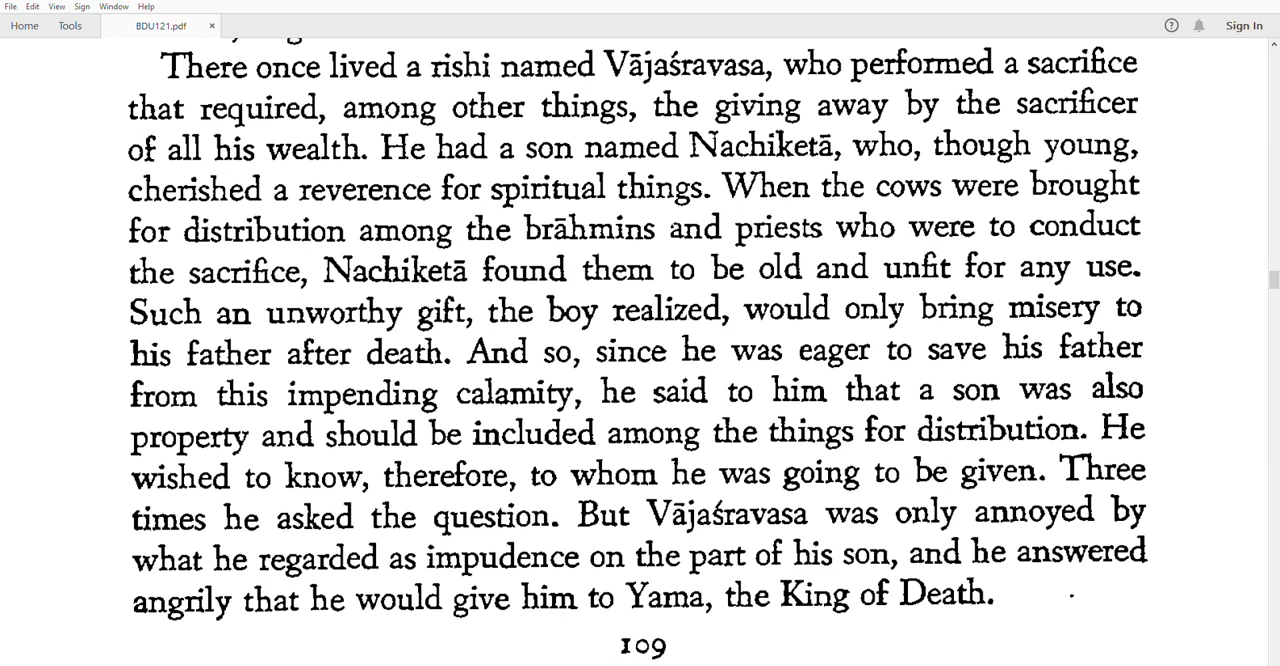 File Edit View Sign Window Help
Home Tools BDU121.pdf × ? Sign In
There once lived a rishi named Vājaśravasa, who performed a sacrifice
that required, among other things, the giving away by the sacrificer
of all his wealth. He had a son named Nachiketā, who, though young,
cherished a reverence for spiritual things. When the cows were brought
for distribution among the brāhmins and priests who were to conduct
the sacrifice, Nachiketā found them to be old and unfit for any use.
Such an unworthy gift, the boy realized, would only bring misery to
his father after death. And so, since he was eager to save his father
from this impending calamity, he said to him that a son was also
property and should be included among the things for distribution. He
wished to know, therefore, to whom he was going to be given. Three
times he asked the question. But Vājaśravasa was only annoyed by
what he regarded as impudence on the part of his son, and he answered
angrily that he would give him to Yama, the King of Death.
109